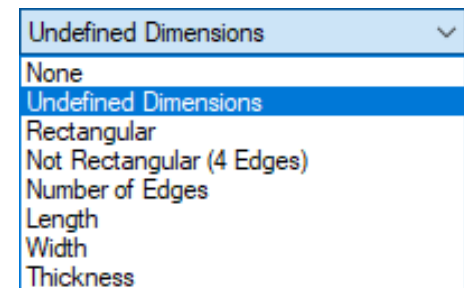 Undefined Dimensions
None
Undefined Dimensions
Rectangular
Not Rectangular (4 Edges)
Number of Edges
Length
Width
Thickness